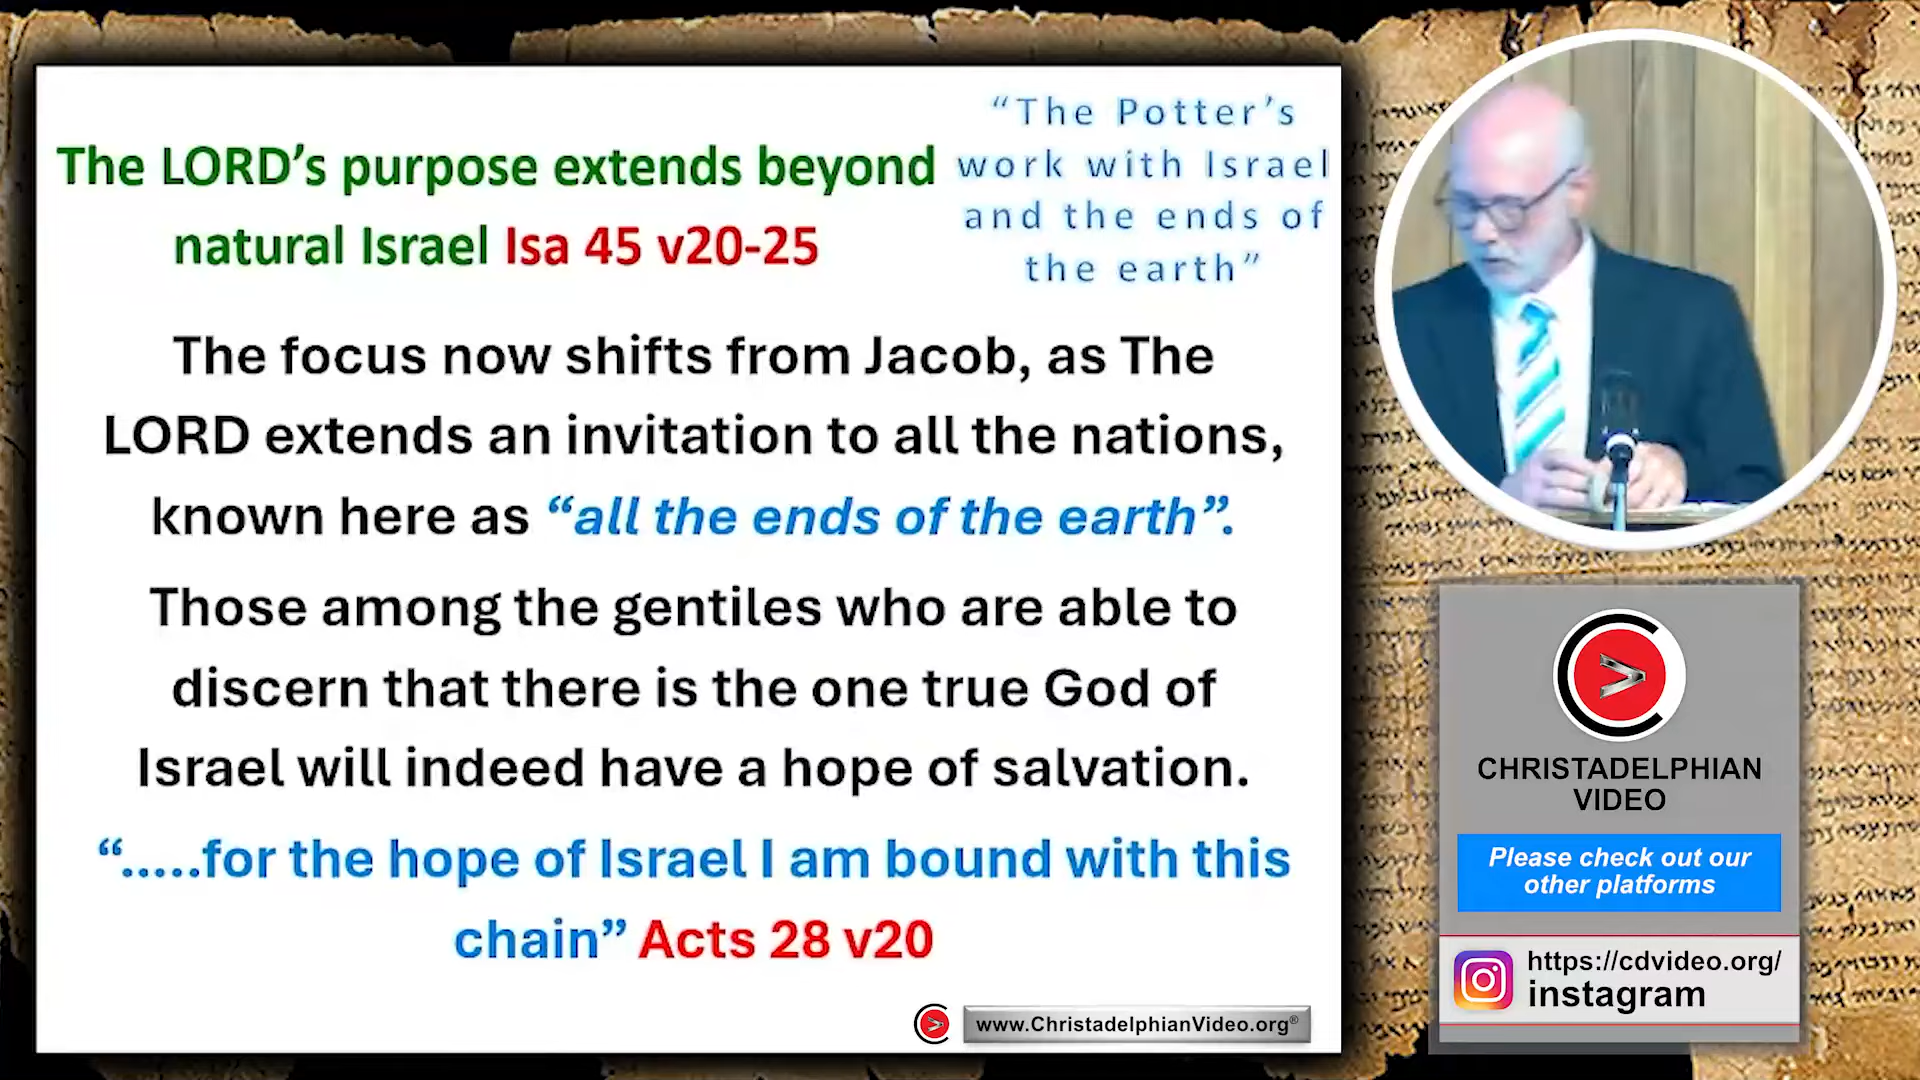 The LORD’s purpose extends beyond
natural Israel Isa 45 v20-25
“The Potter’s
work with Israel
and the ends of
the earth”
The focus now shifts from Jacob, as The
LORD extends an invitation to all the nations,
known here as “all the ends of the earth”.
Those among the gentiles who are able to
discern that there is the one true God of
Israel will indeed have a hope of salvation.
“.....for the hope of Israel I am bound with this
chain” Acts 28 v20
www.ChristadelphianVideo.org®
CHRISTADELPHIAN
VIDEO
Please check out our
other platforms
https://cdvideo.org/
instagram